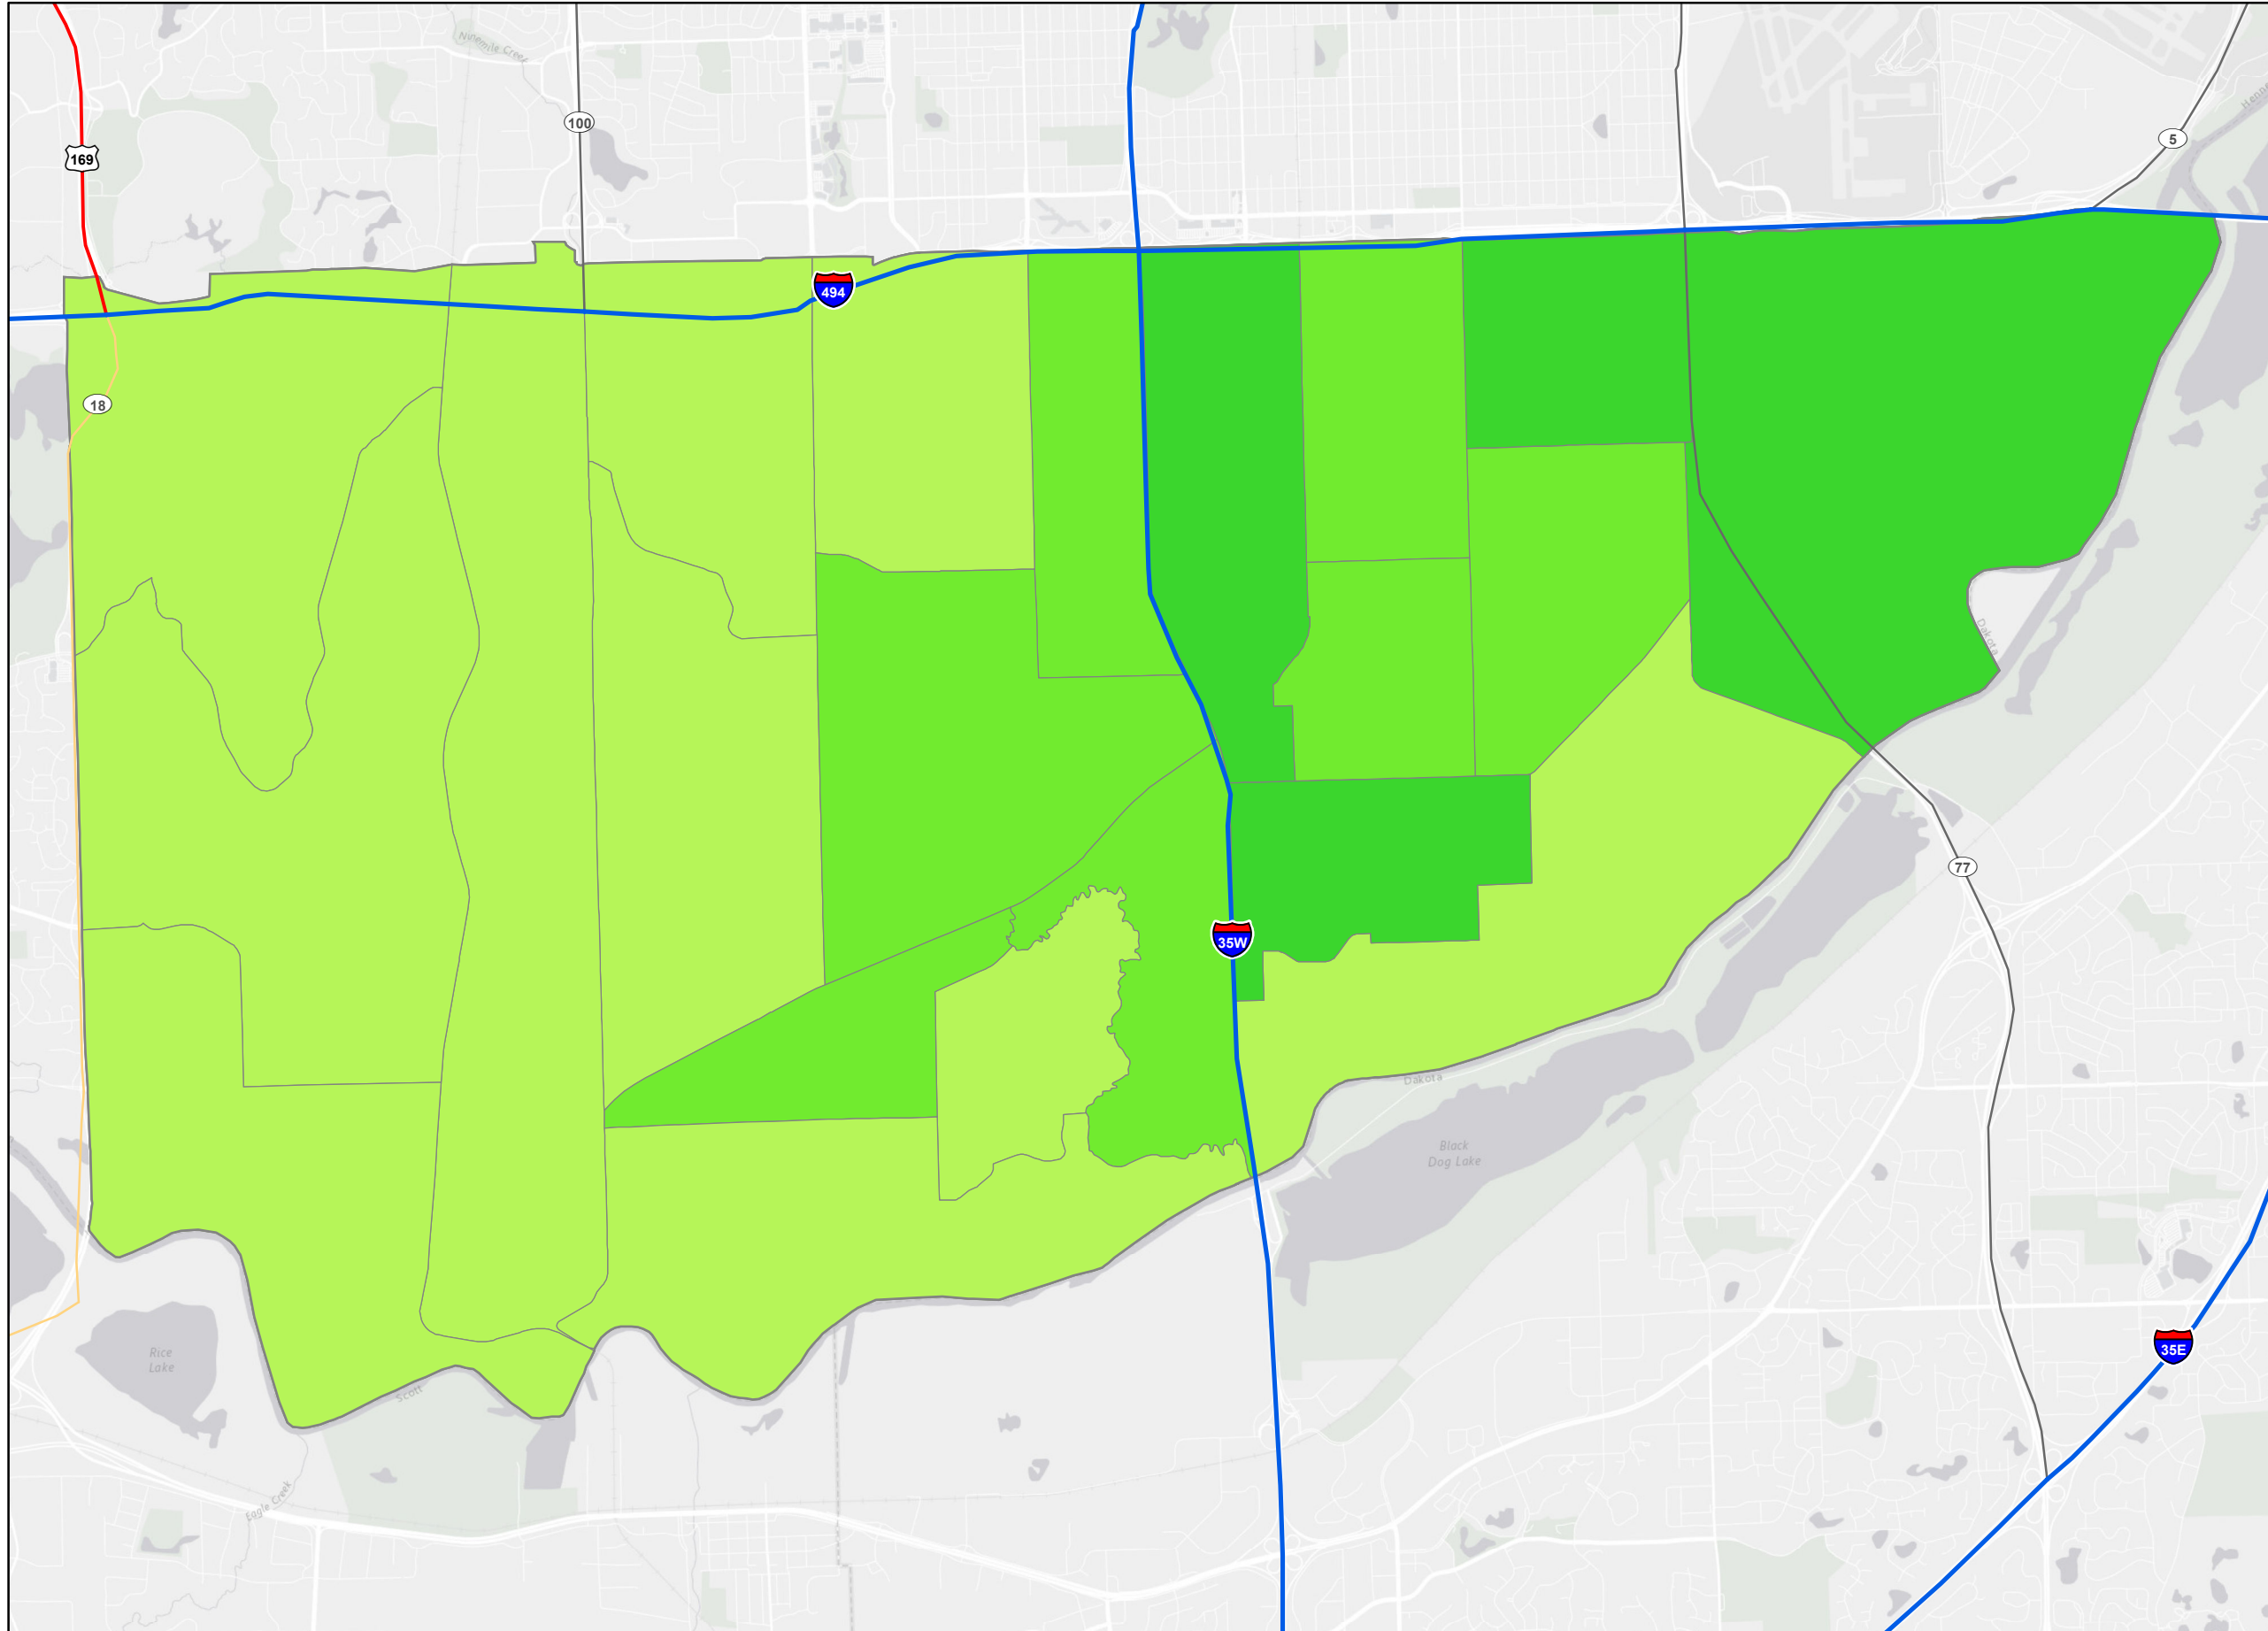 Ninemile Creek
100
5
Henne
169
494
18
Dakota
77
35W
Dakota
Black
Dog Lake
Rice
Lake
35E
Scott
Eagle Creek